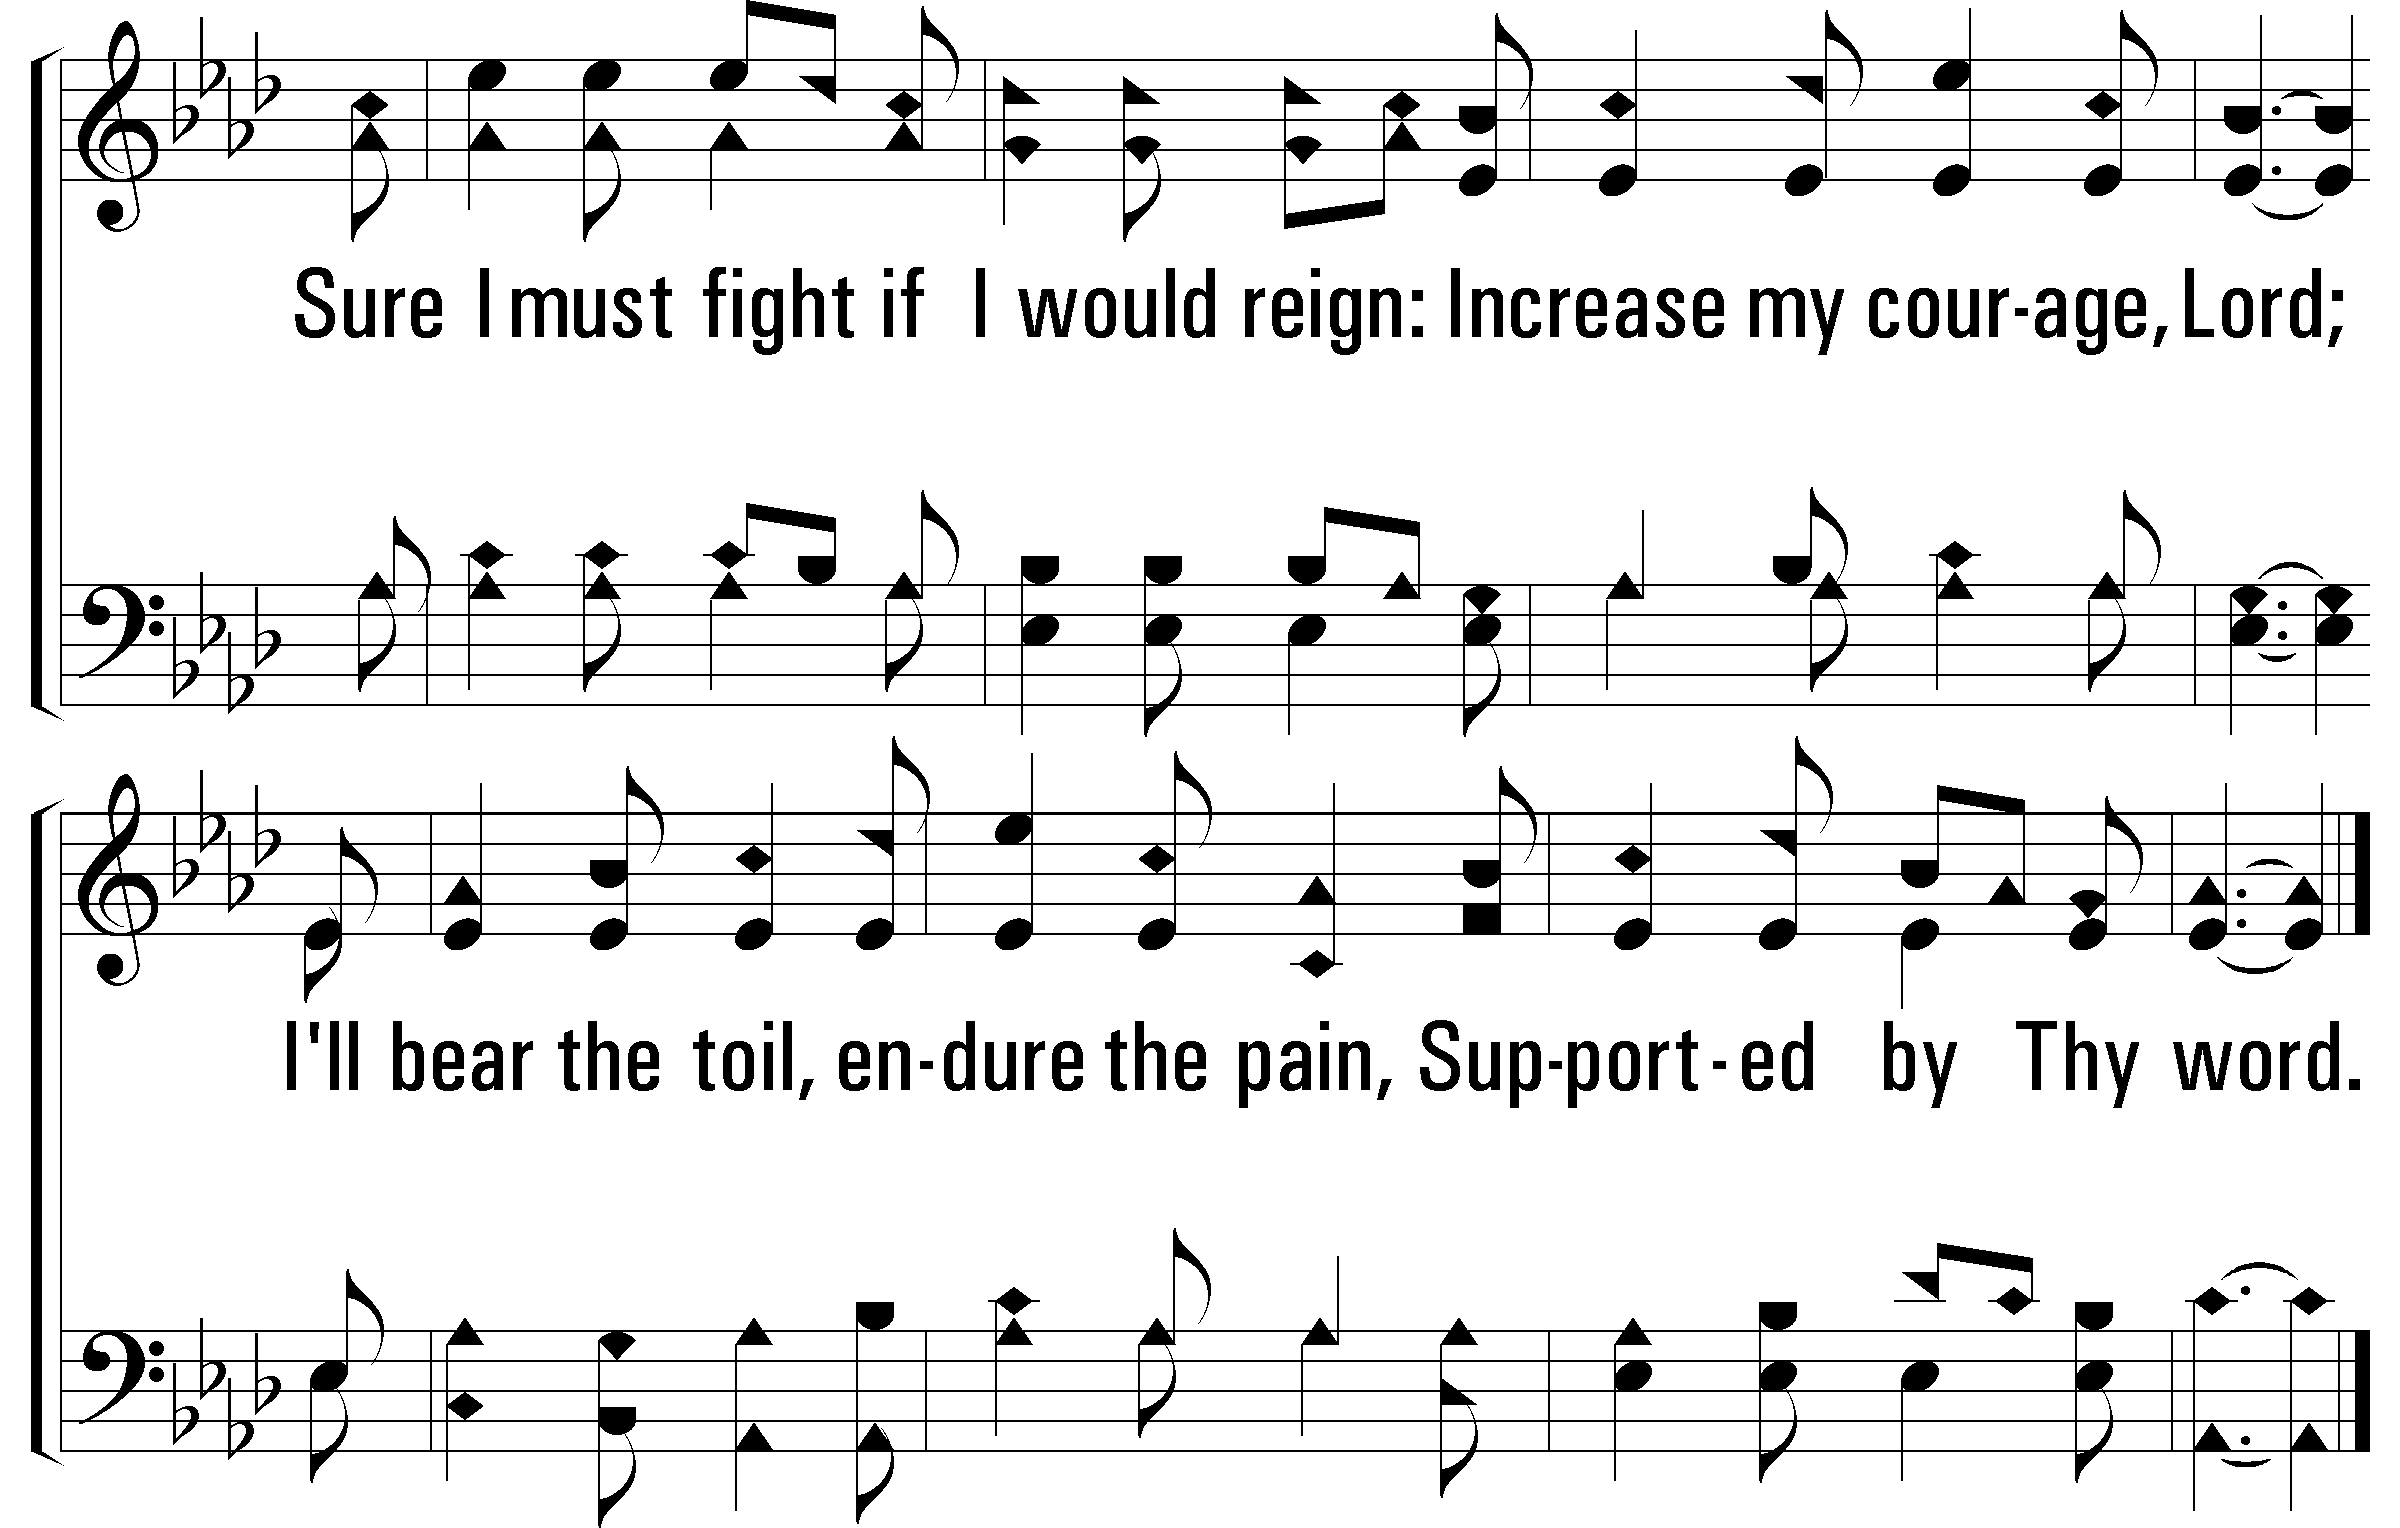 Sure I must fight if I would reign: Increase my cour-age, Lord;
I'll bear the toil, en-dure the pain, Sup-port-ed by Thy word.